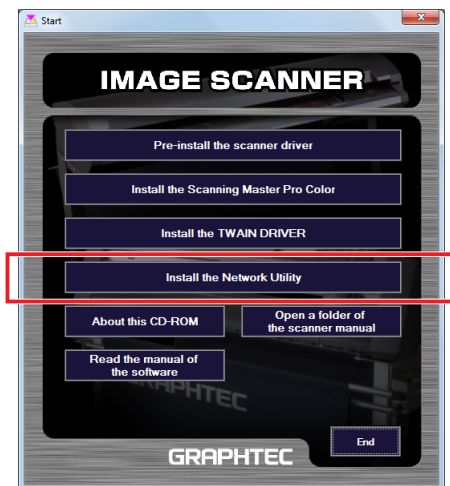 Start
IMAGE SCANNER
Pre-install the scanner driver
Install the Scanning Master Pro Color
Install the TWAIN DRIVER
Install the Network Utility
About this CD-ROM
Open a folder of
the scanner manual
Read the manual of
the software
GRAPHTEC
End
GRAPHTEC